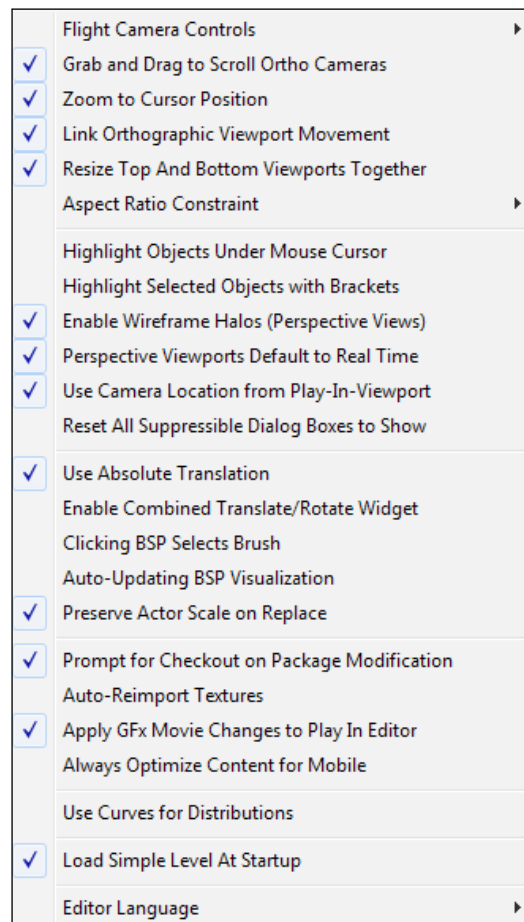 Flight Camera Controls
Grab and Drag to Scroll Ortho Cameras
Zoom to Cursor Position
Link Orthographic Viewport Movement
Resize Top And Bottom Viewports Together
Aspect Ratio Constraint
Highlight Objects Under Mouse Cursor
Highlight Selected Objects with Brackets
Enable Wireframe Halos (Perspective Views)
Perspective Viewports Default to Real Time
Use Camera Location from Play-In-Viewport
Reset All Suppressible Dialog Boxes to Show
Use Absolute Translation
Enable Combined Translate/Rotate Widget
Clicking BSP Selects Brush
Auto-Updating BSP Visualization
Preserve Actor Scale on Replace
Prompt for Checkout on Package Modification
Auto-Reimport Textures
Apply GFx Movie Changes to Play In Editor
Always Optimize Content for Mobile
Use Curves for Distributions
Load Simple Level At Startup
Editor Language